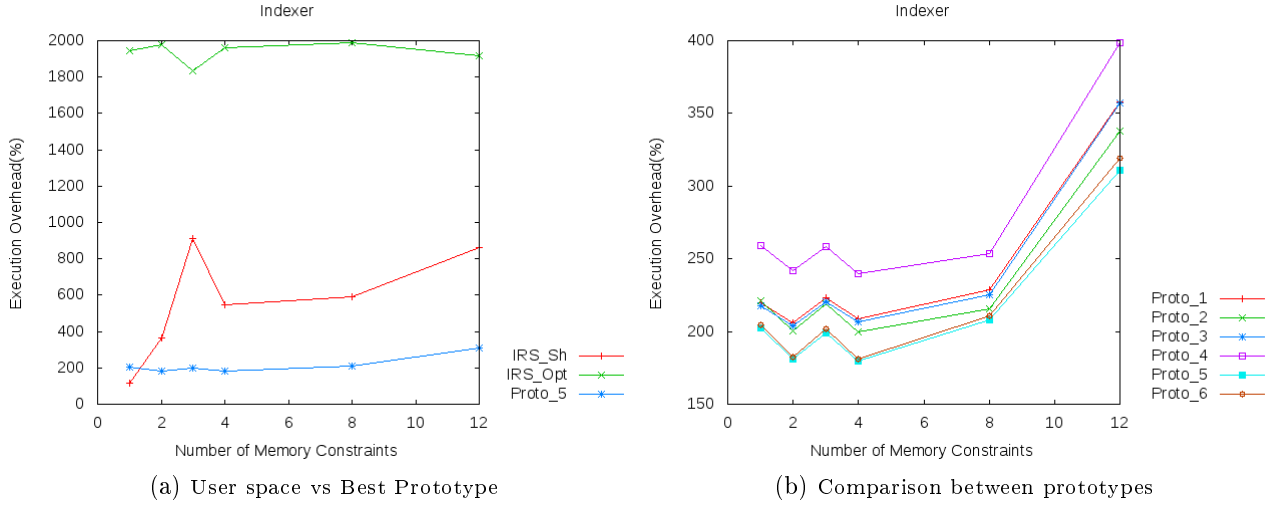 Indexer
2000
1800
1600
1400
1200
1000
800
600
400
200
0
Execution Overhead(%)
0 2 4 6 8 10 12
Number of Memory Constraints
IRS_Sh
IRS_Opt
Proto_5
(a) User space vs Best Prototype
Indexer
400
350
300
250
200
150
Execution Overhead(%)
0 2 4 6 8 10 12
Number of Memory Constraints
Proto_1
Proto_2
Proto_3
Proto_4
Proto_5
Proto_6
(b) Comparison between prototypes